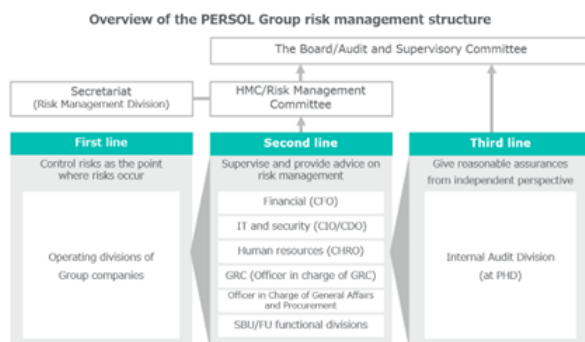 Overview of the PERSOL Group risk management structure
The Board/Audit and Supervisory Committee
Secretariat
(Risk Management Division)
HMC/Risk Management
Committee
First line
Control risks as the point
where risks occur
Operating divisions of
Group companies
Second line
Supervise and provide advice on
risk management
Financial (CFO)
IT and security (CIO/CDO)
Human resources (CHRO)
GRC (Officer in charge of GRC)
Officer in Charge of General Affairs
and Procurement
SBU/FU functional divisions
Third line
Give reasonable assurances
from independent perspective
Internal Audit Division
(at PHD)